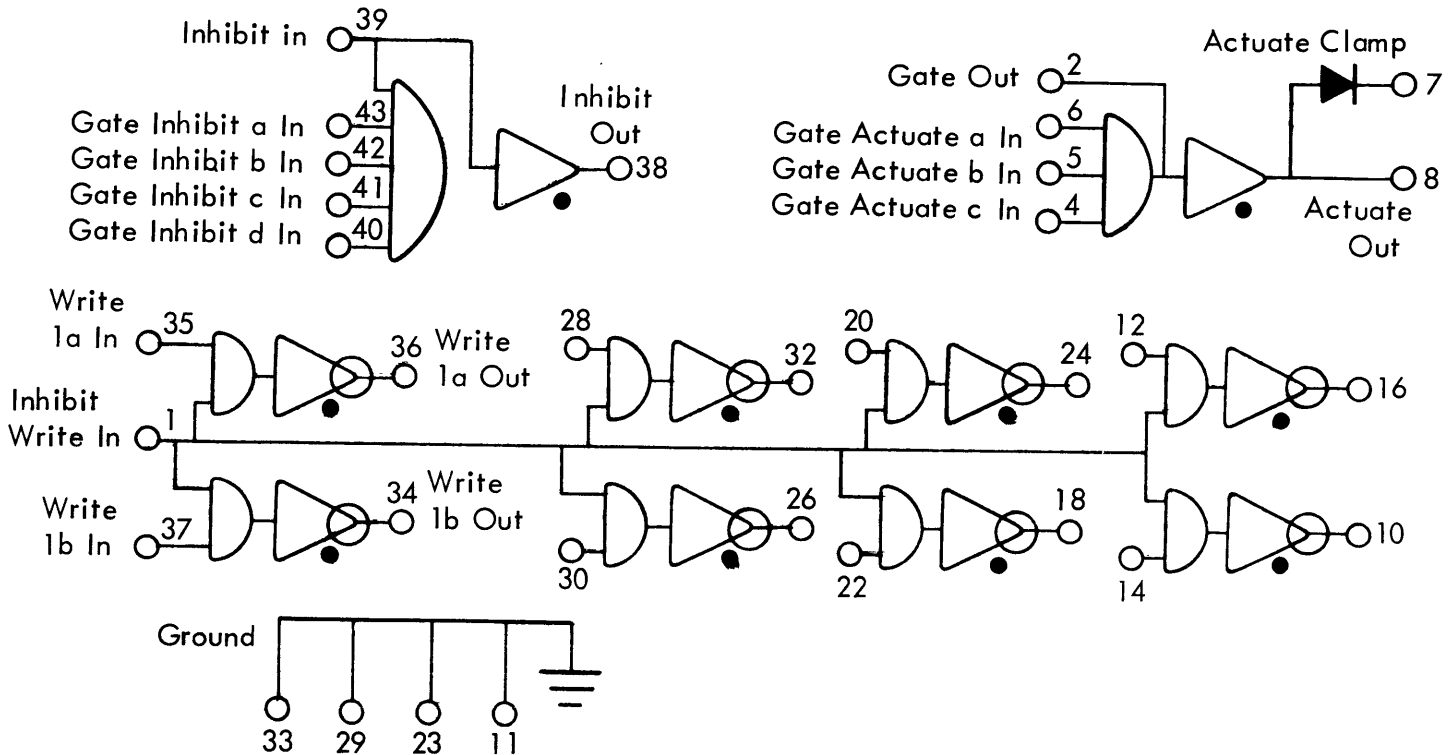 Inhibit in 39
Gate Inhibit a In 43
Gate Inhibit b In 42
Gate Inhibit c In 41
Gate Inhibit d In 40
Inhibit
Out
38
Actuate Clamp
7
Gate Out 2
6
Gate Actuate a In
5
Gate Actuate b In
Gate Actuate c In 4
8
Actuate
Out
Write
1a In
35
36
Write
1a Out
Inhibit
Write In
1
Write
1b In
37
34
Write
1b Out
28
32
30
26
20
24
22
18
12
16
14
10
Ground
33
29
23
11